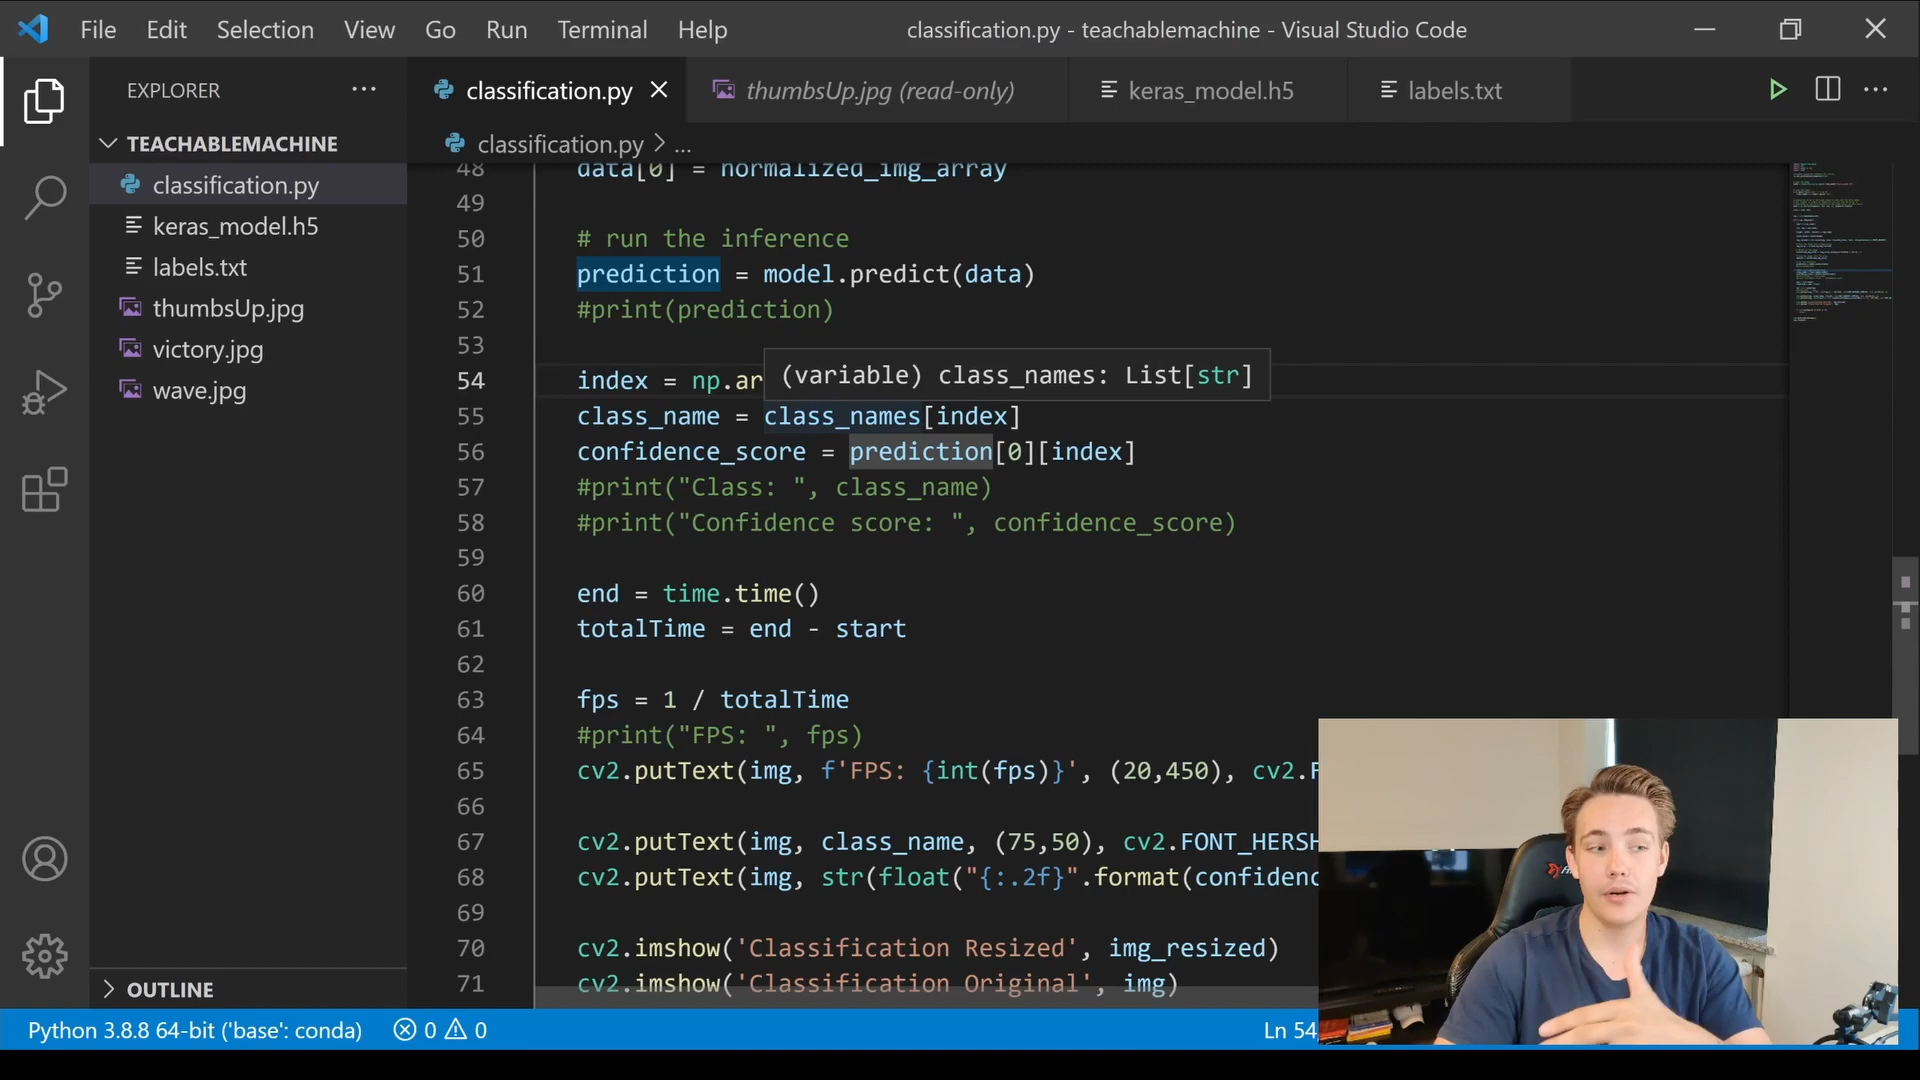 File Edit Selection View Go Run Terminal Help classification.py - teachablemachine - Visual Studio Code
EXPLORER ... classification.py thumbsUp.jpg (read-only) keras_model.h5 labels.txt ...
TEACHABLEMACHINE
classification.py
keras_model.h5
labels.txt
thumbsUp.jpg
victory.jpg
wave.jpg
OUTLINE
classification.py > ...
48 data[0] = normalized_img_array
49
50 # run the inference
51 prediction = model.predict(data)
52 #print(prediction)
53
(variable) class_names: List[str]
54 index = np.ar
55 class_name = class_names[index]
56 confidence_score = prediction[0][index]
57 #print("Class: ", class_name)
58 #print("Confidence score: ", confidence_score)
59
60 end = time.time()
61 totalTime = end - start
62
63 fps = 1 / totalTime
64 #print("FPS: ", fps)
65 cv2.putText(img, f'FPS: {int(fps)}', (20,450), cv2.F
66
67 cv2.putText(img, class_name, (75,50), cv2.FONT_HERSH
68 cv2.putText(img, str(float("{:.2f}".format(confidenc
69
70 cv2.imshow('Classification Resized', img_resized)
71 cv2.imshow('Classification Original', img)
Python 3.8.8 64-bit ('base': conda) 0 0 Ln 54,